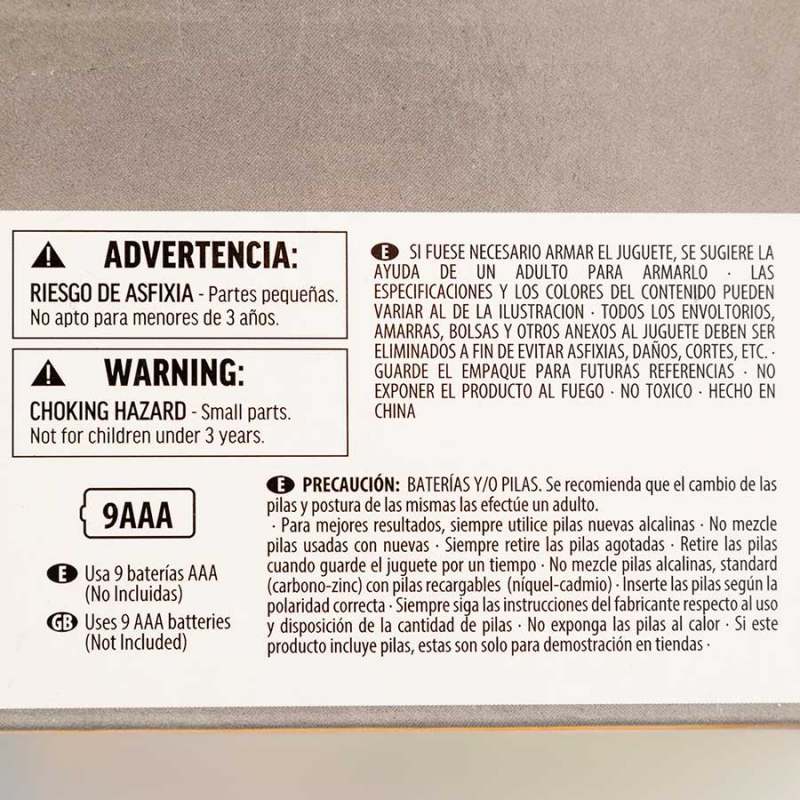 ADVERTENCIA:
RIESGO DE ASFIXIA - Partes pequeñas.
No apto para menores de 3 años.
WARNING:
CHOKING HAZARD - Small parts.
Not for children under 3 years.
9AAA
E Usa 9 baterías AAA
(No Incluidas)
GB Uses 9 AAA batteries
(Not Included)
E SI FUESE NECESARIO ARMAR EL JUGUETE, SE SUGIERE LA
AYUDA DE UN ADULTO PARA ARMARLO · LAS
ESPECIFICACIONES Y LOS COLORES DEL CONTENIDO PUEDEN
VARIAR AL DE LA ILUSTRACION · TODOS LOS ENVOLTORIOS,
AMARRAS, BOLSAS Y OTROS ANEXOS AL JUGUETE DEBEN SER
ELIMINADOS A FIN DE EVITAR ASFIXIAS, DAÑOS, CORTES, ETC. ·
GUARDE EL EMPAQUE PARA FUTURAS REFERENCIAS · NO
EXPONER EL PRODUCTO AL FUEGO · NO TOXICO · HECHO EN
CHINA
E PRECAUCIÓN: BATERÍAS Y/O PILAS. Se recomienda que el cambio de las
pilas y postura de las mismas las efectúe un adulto.
· Para mejores resultados, siempre utilice pilas nuevas alcalinas · No mezcle
pilas usadas con nuevas · Siempre retire las pilas agotadas · Retire las pilas
cuando guarde el juguete por un tiempo · No mezcle pilas alcalinas, standard
(carbono-zinc) con pilas recargables (níquel-cadmio) · Inserte las pilas según la
polaridad correcta · Siempre siga las instrucciones del fabricante respecto al uso
y disposición de la cantidad de pilas · No exponga las pilas al calor · Si este
producto incluye pilas, estas son solo para demostración en tiendas ·